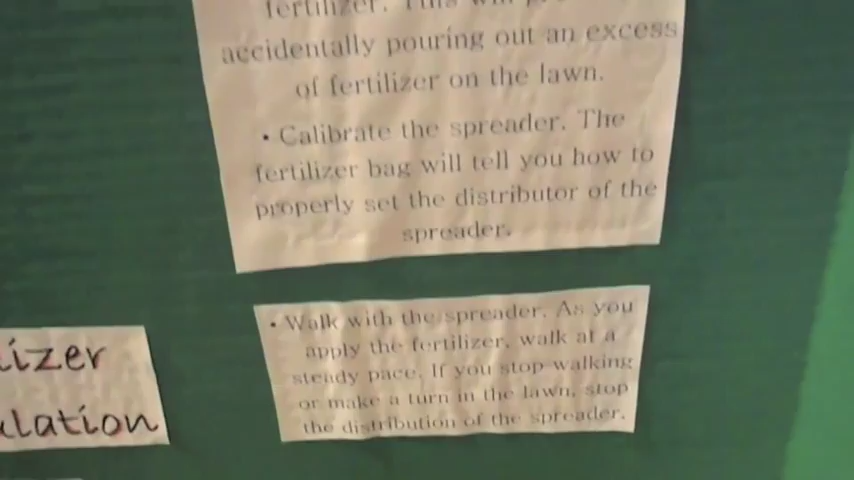 fertilizer. This will
accidentally pouring out an excess
of fertilizer on the lawn.
• Calibrate the spreader. The
fertilizer bag will tell you how to
properly set the distributor of the
spreader.
• Walk with the spreader. As you
apply the fertilizer, walk at a
steady pace. If you stop walking
or make a turn in the lawn, stop
the distribution of the spreader.
izer
ulation